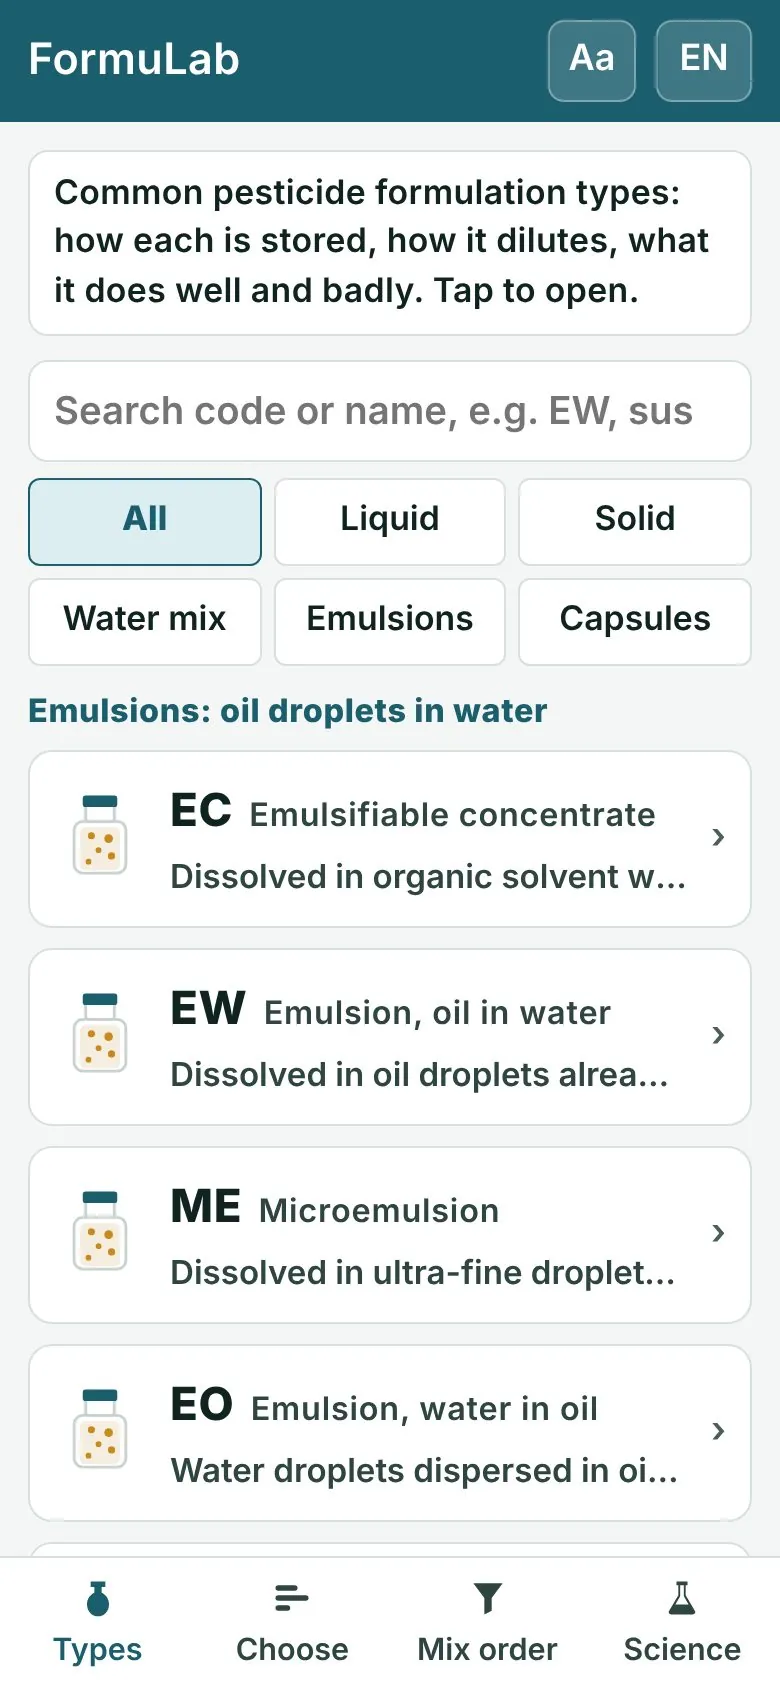 FormuLab
Aa
EN
Common pesticide formulation types:
how each is stored, how it dilutes, what
it does well and badly. Tap to open.
Search code or name, e.g. EW, sus
All
Liquid
Solid
Water mix
Emulsions
Capsules
Emulsions: oil droplets in water
EC Emulsifiable concentrate
Dissolved in organic solvent w...
EW Emulsion, oil in water
Dissolved in oil droplets alrea...
ME Microemulsion
Dissolved in ultra-fine droplet...
EO Emulsion, water in oil
Water droplets dispersed in oi...
Types
Choose
Mix order
Science